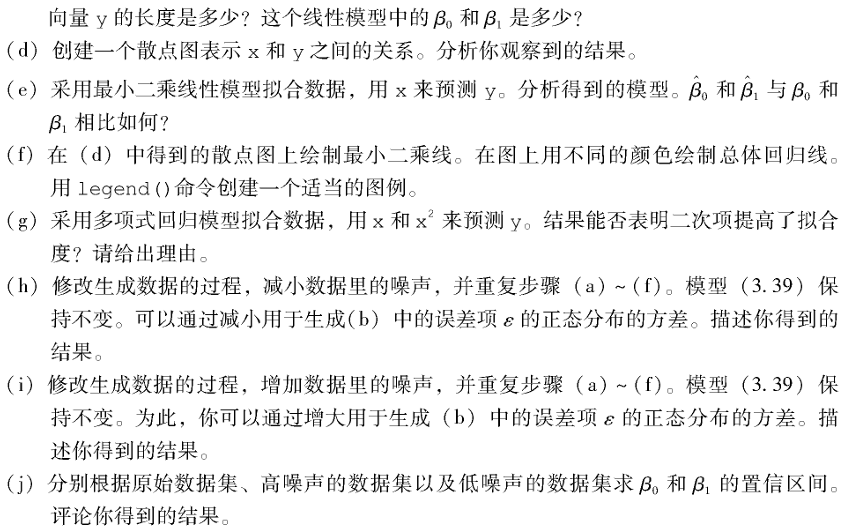 向量 y 的长度是多少？这个线性模型中的 β₀ 和 β₁ 是多少？
(d) 创建一个散点图表示 x 和 y 之间的关系。分析你观察到的结果。
(e) 采用最小二乘线性模型拟合数据，用 x 来预测 y。分析得到的模型。β̂₀ 和 β̂₁ 与 β₀ 和
β₁ 相比如何？
(f) 在 (d) 中得到的散点图上绘制最小二乘线。在图上用不同的颜色绘制总体回归线。
用 legend()命令创建一个适当的图例。
(g) 采用多项式回归模型拟合数据，用 x 和 x² 来预测 y。结果能否表明二次项提高了拟合
度？请给出理由。
(h) 修改生成数据的过程，减小数据里的噪声，并重复步骤 (a) ~ (f)。模型 (3.39) 保
持不变。可以通过减小用于生成(b) 中的误差项 ε 的正态分布的方差。描述你得到的
结果。
(i) 修改生成数据的过程，增加数据里的噪声，并重复步骤 (a) ~ (f)。模型 (3.39) 保
持不变。为此，你可以通过增大用于生成 (b) 中的误差项 ε 的正态分布的方差。描
述你得到的结果。
(j) 分别根据原始数据集、高噪声的数据集以及低噪声的数据集求 β₀ 和 β₁ 的置信区间。
评论你得到的结果。